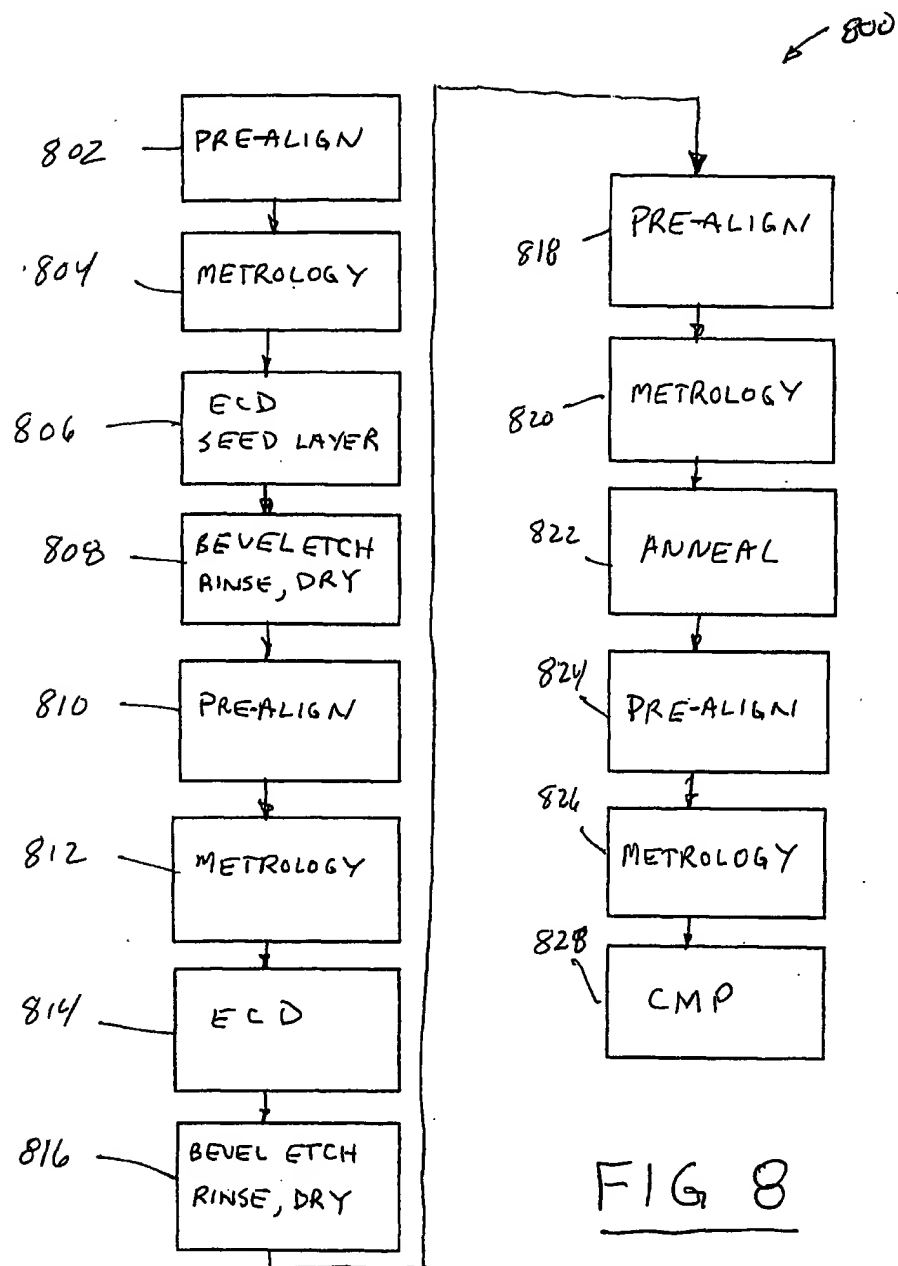 800
802
PRE-ALIGN
804
METROLOGY
806
ECD
SEED LAYER
808
BEVEL ETCH
RINSE, DRY
810
PRE-ALIGN
812
METROLOGY
814
ECD
816
BEVEL ETCH
RINSE, DRY
818
PRE-ALIGN
820
METROLOGY
822
ANNEAL
824
PRE-ALIGN
826
METROLOGY
828
CMP
FIG 8